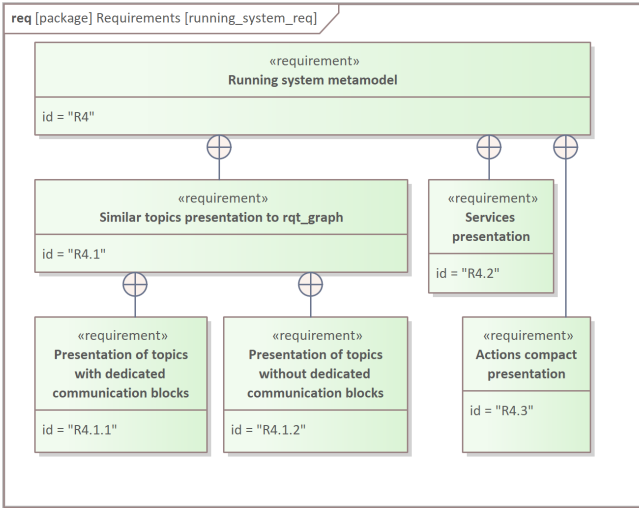 req [package] Requirements [running_system_req]
«requirement»
Running system metamodel
id = "R4"
«requirement»
Similar topics presentation to rqt_graph
id = "R4.1"
«requirement»
Services
presentation
id = "R4.2"
«requirement»
Presentation of topics
with dedicated
communication blocks
id = "R4.1.1"
«requirement»
Presentation of topics
without dedicated
communication blocks
id = "R4.1.2"
«requirement»
Actions compact
presentation
id = "R4.3"